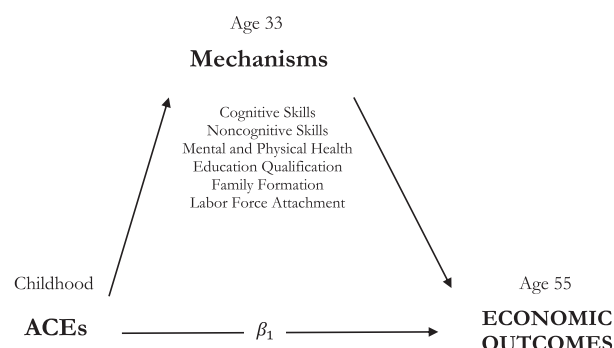 Age 33
Mechanisms
Cognitive Skills
Noncognitive Skills
Mental and Physical Health
Education Qualification
Family Formation
Labor Force Attachment
Childhood
Age 55
ACEs
β₁
ECONOMIC
OUTCOMES